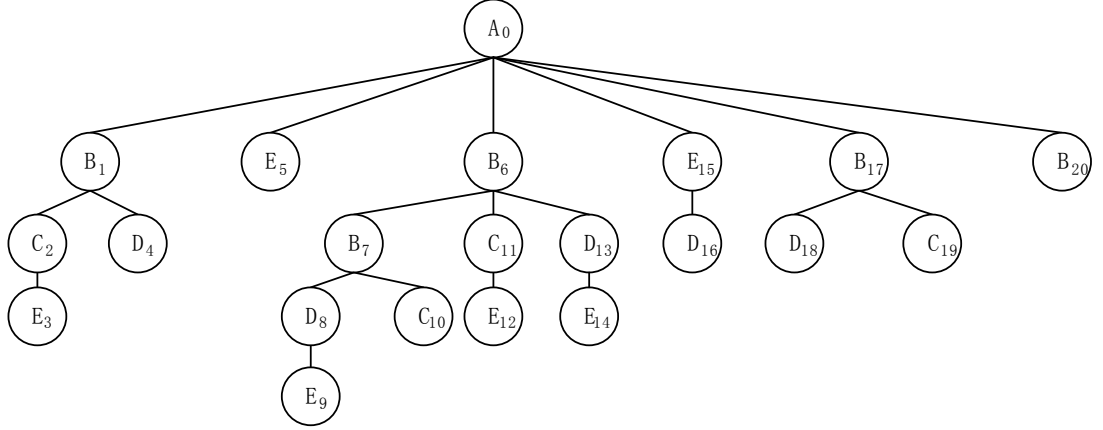 A0
B1 E5 B6 E15 B17 B20
C2 D4 B7 C11 D13 D16 D18 C19
E3 D8 C10 E12 E14
E9